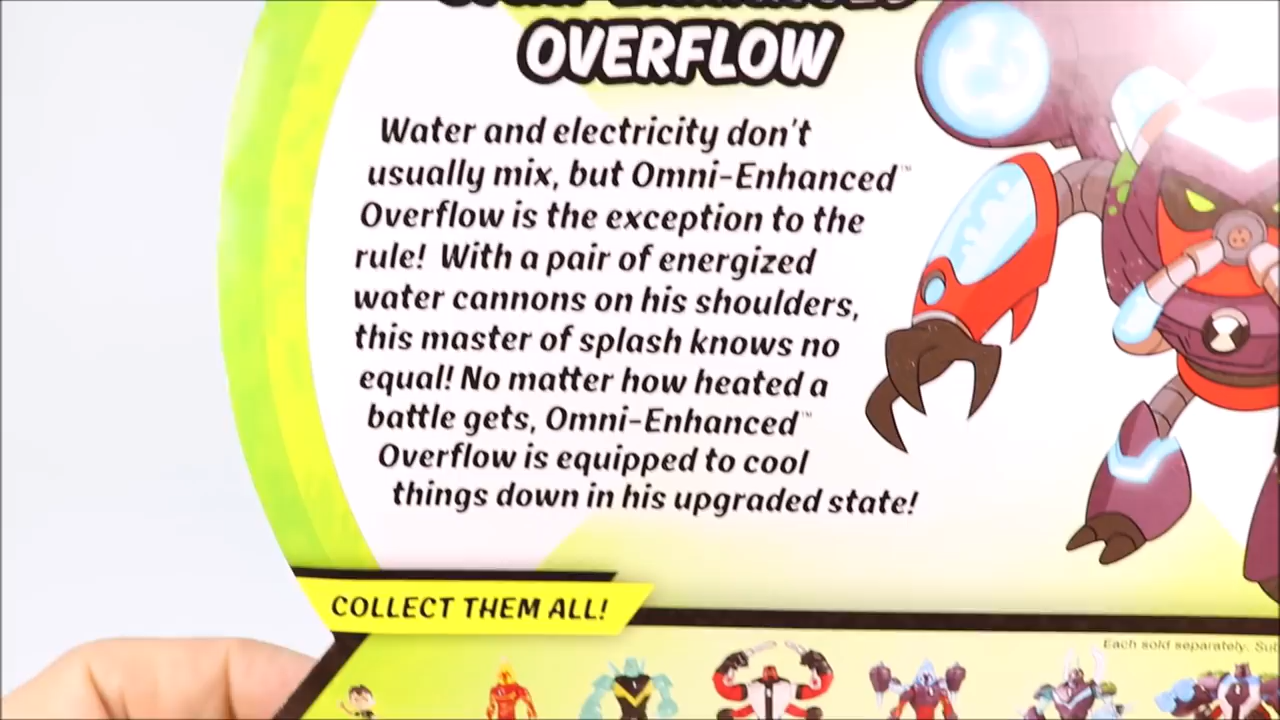 OVERFLOW
Water and electricity don't
usually mix, but Omni-Enhanced™
Overflow is the exception to the
rule! With a pair of energized
water cannons on his shoulders,
this master of splash knows no
equal! No matter how heated a
battle gets, Omni-Enhanced™
Overflow is equipped to cool
things down in his upgraded state!
COLLECT THEM ALL!
Each sold separately.